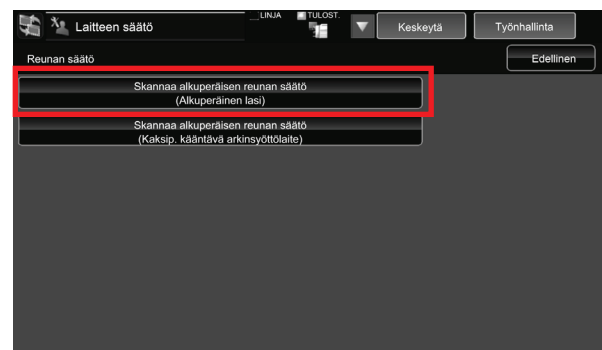 Laitteen säätö
LINJA
TULOST.
Keskeytä
Työnhallinta
Reunan säätö
Edellinen
Skannaa alkuperäisen reunan säätö
(Alkuperäinen lasi)
Skannaa alkuperäisen reunan säätö
(Kaksip. kääntävä arkinsyöttölaite)